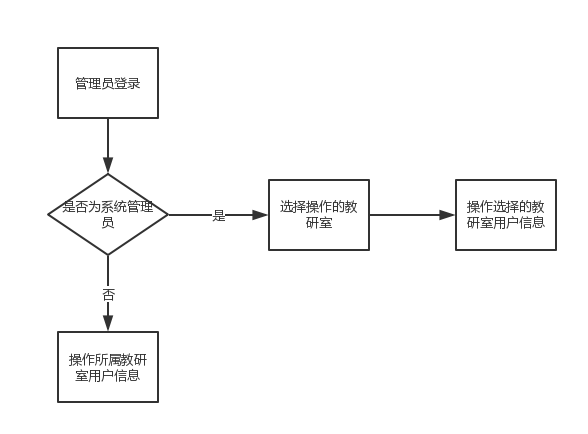 管理员登录
是否为系统管理
员
是
选择操作的教
研室
操作选择的教
研室用户信息
否
操作所属教研
室用户信息